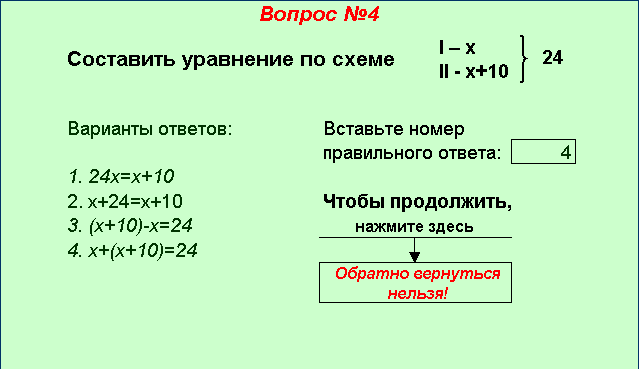 Вопрос №4
Составить уравнение по схеме
I – x
II - x+10
24
Варианты ответов:
1. 24x=x+10
2. x+24=x+10
3. (x+10)-x=24
4. x+(x+10)=24
Вставьте номер
правильного ответа:
4
Чтобы продолжить,
нажмите здесь
Обратно вернуться
нельзя!